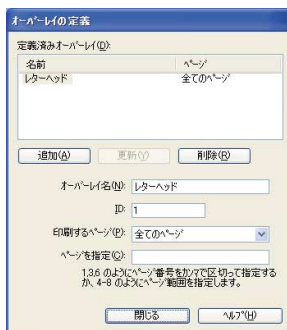 オーバーレイの定義
定義済みオーバーレイ(D):
名前 ページ
レターヘッド 全てのページ
追加(A) 更新(Y) 削除(R)
オーバーレイ名(N): レターヘッド
ID: 1
印刷するページ(P): 全てのページ
ページを指定(C):
1,3,6 のようにページ番号をカンマで区切って指定する
か、4-8 のようにページ範囲を指定します。
閉じる ヘルプ(H)